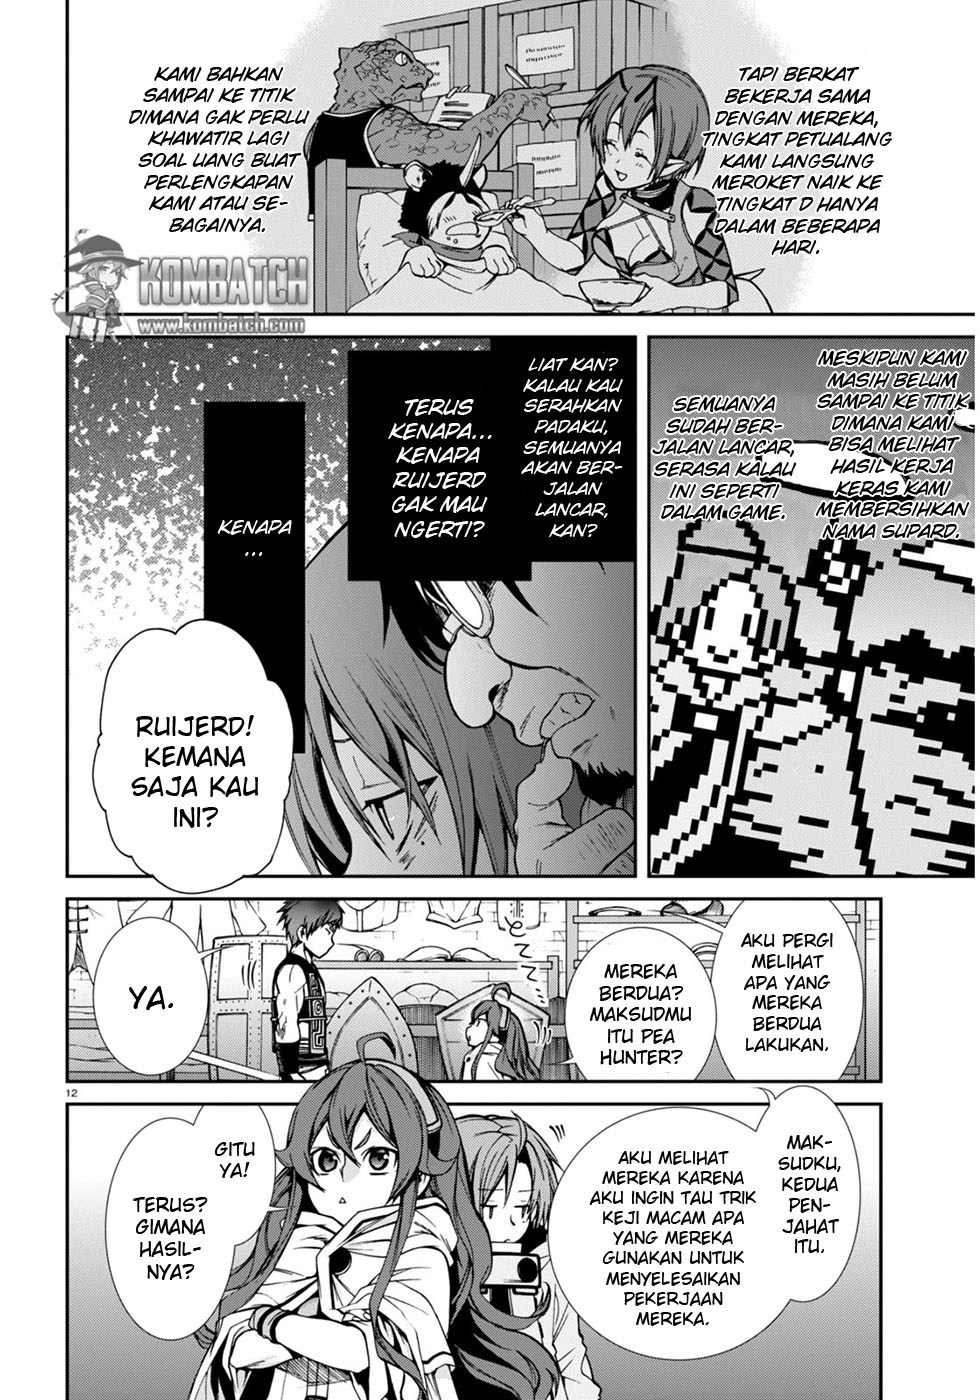 TAPI BERKAT
BEKERJA SAMA
DENGAN MEREKA,
TINGKAT PETUALANG
KAMI LANGSUNG
MEROKET NAIK KE
TINGKAT D HANYA
DALAM BEBERAPA
HARI.
KAMI BAHKAN
SAMPAI KE TITIK
DIMANA GAK PERLU
KHAWATIR LAGI
SOAL UANG BUAT
PERLENGKAPAN
KAMI ATAU SE-
BAGAINYA.
KOMBATCH
www.kombatch.com
MESKIPUN KAMI
MASIH BELUM
SAMPAI KE TITIK
DIMANA KAMI
BISA MELIHAT
HASIL KERJA
KERAS KAMI
MEMBERSIHKAN
NAMA SUPARD.
SEMUANYA
SUDAH BER-
JALAN LANCAR,
SERASA KALAU
INI SEPERTI
DALAM GAME.
LIAT KAN?
KALAU KAU
SERAHKAN
PADAKU,
SEMUANYA
AKAN BER-
JALAN
LANCAR,
KAN?
TERUS
KENAPA...
KENAPA
RUIJERD
GAK MAU
NGERTI?
KENAPA
...
RUIJERD!
KEMANA
SAJA KAU
INI?
AKU PERGI
MELIHAT
APA YANG
MEREKA
BERDUA
LAKUKAN.
MEREKA
BERDUA?
MAKSUDMU
ITU PEA
HUNTER?
YA.
12
MAK-
SUDKU,
KEDUA
PEN-
JAHAT
ITU.
AKU MELIHAT
MEREKA KARENA
AKU INGIN TAU TRIK
KEJI MACAM APA
YANG MEREKA
GUNAKAN UNTUK
MENYELESAIKAN
PEKERJAAN
MEREKA.
GITU
YA!
TERUS?
GIMANA
HASIL-
NYA?